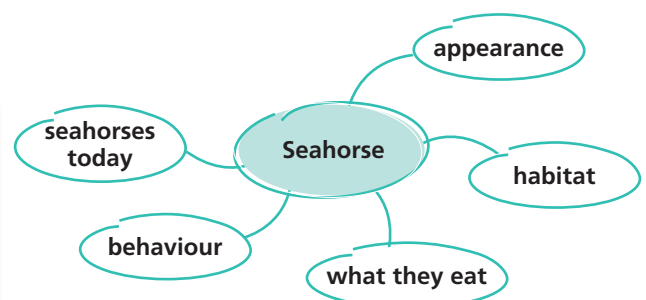 appearance
seahorses
today
Seahorse
habitat
behaviour
what they eat